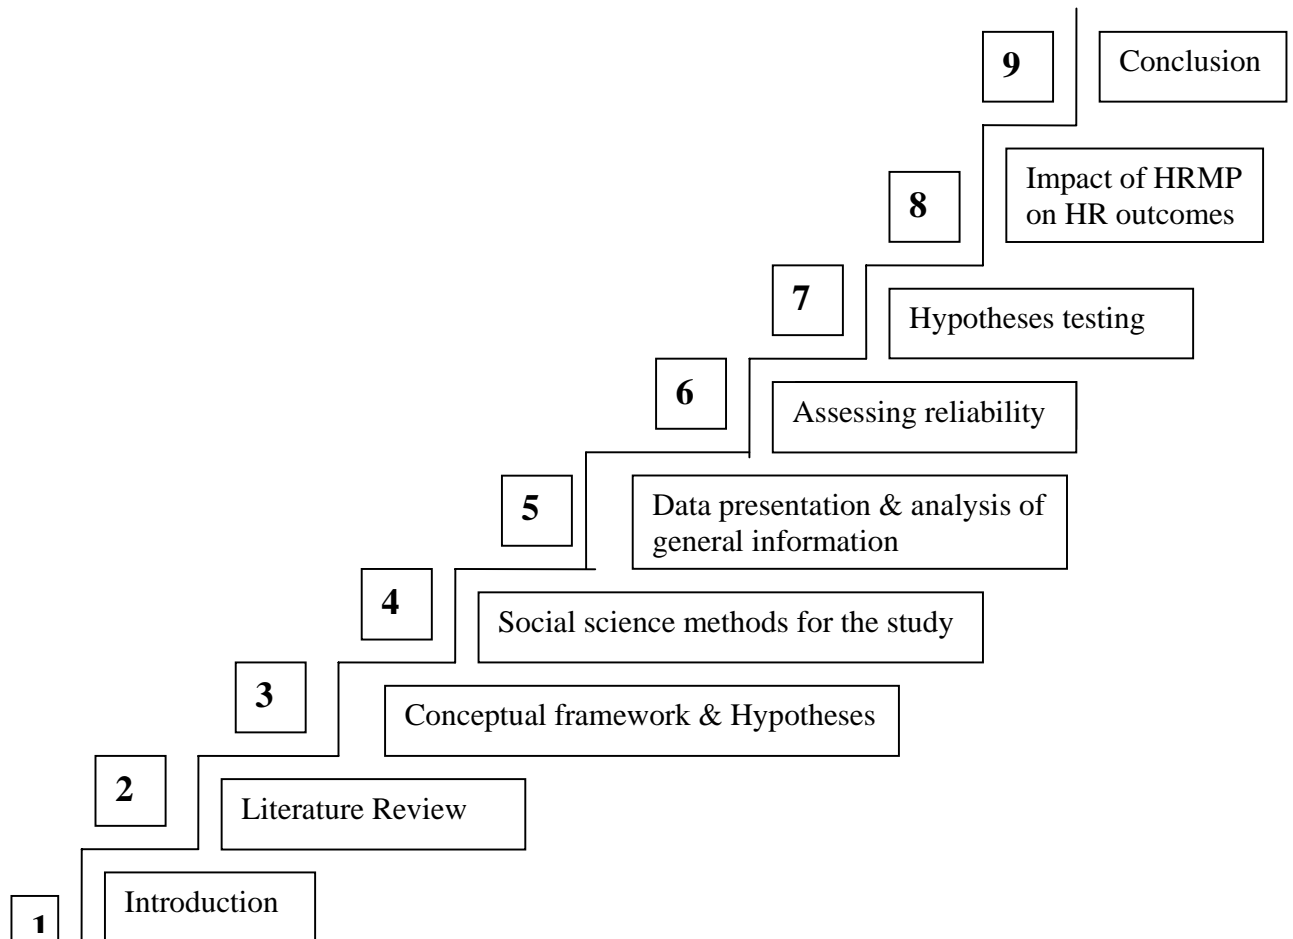 9
Conclusion
8
Impact of HRMP
on HR outcomes
7
Hypotheses testing
6
Assessing reliability
5
Data presentation & analysis of
general information
4
Social science methods for the study
3
Conceptual framework & Hypotheses
2
Literature Review
1
Introduction